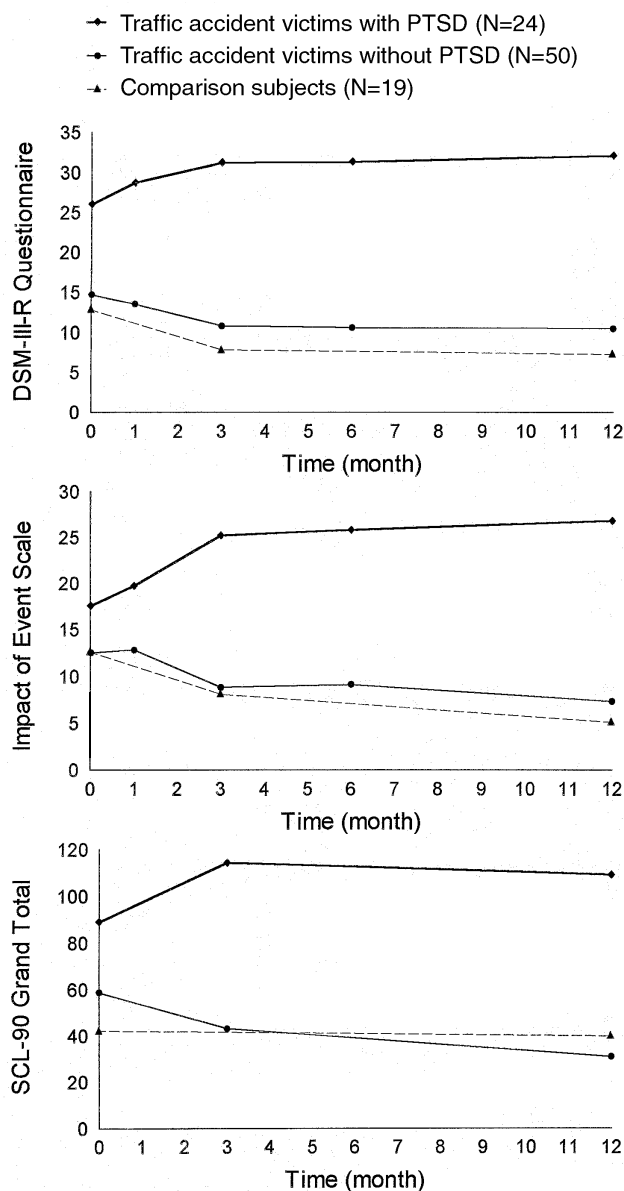 Traffic accident victims with PTSD (N=24)
Traffic accident victims without PTSD (N=50)
Comparison subjects (N=19)
DSM-III-R Questionnaire
35
30
25
20
15
10
5
0
0 1 2 3 4 5 6 7 8 9 10 11 12
Time (month)
Impact of Event Scale
30
25
20
15
10
5
0
0 1 2 3 4 5 6 7 8 9 10 11 12
Time (month)
SCL-90 Grand Total
120
100
80
60
40
20
0
0 1 2 3 4 5 6 7 8 9 10 11 12
Time (month)